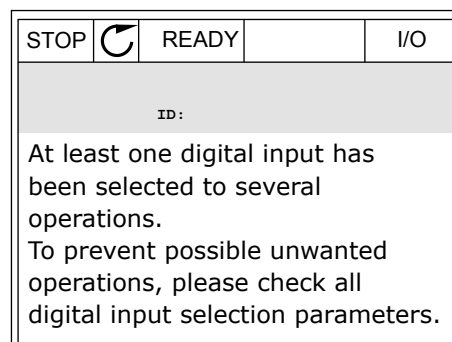 STOP READY I/O
ID:
At least one digital input has
been selected to several
operations.
To prevent possible unwanted
operations, please check all
digital input selection parameters.